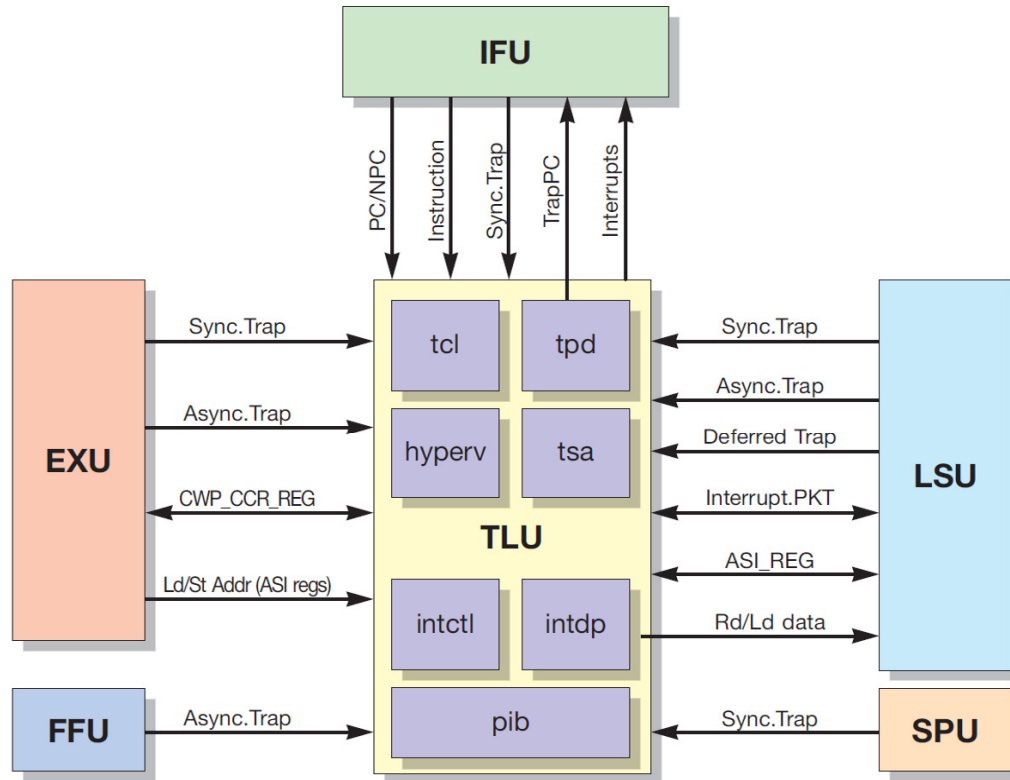 IFU
PC/NPC
Instruction
Sync.Trap
TrapPC
Interrupts
EXU
Sync.Trap
Async.Trap
CWP_CCR_REG
Ld/St Addr (ASI regs)
tcl
tpd
hyperv
tsa
TLU
intctl
intdp
pib
Sync.Trap
Async.Trap
Deferred Trap
Interrupt.PKT
ASI_REG
Rd/Ld data
LSU
FFU
Async.Trap
Sync.Trap
SPU